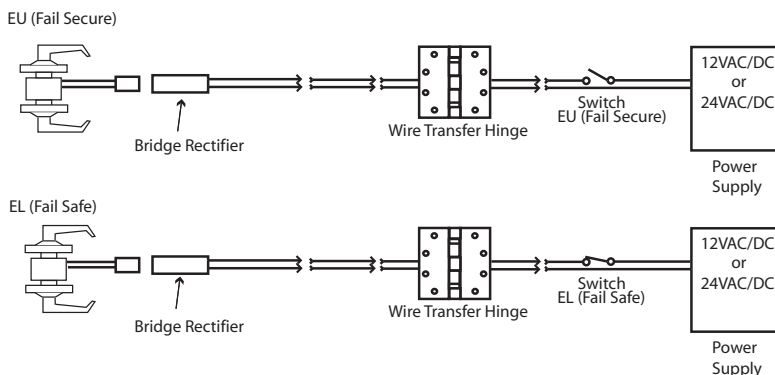 EU (Fail Secure)
12VAC/DC
or
24VAC/DC
Switch
EU (Fail Secure)
Wire Transfer Hinge
Bridge Rectifier
Power
Supply
EL (Fail Safe)
12VAC/DC
or
24VAC/DC
Switch
EL (Fail Safe)
Wire Transfer Hinge
Bridge Rectifier
Power
Supply